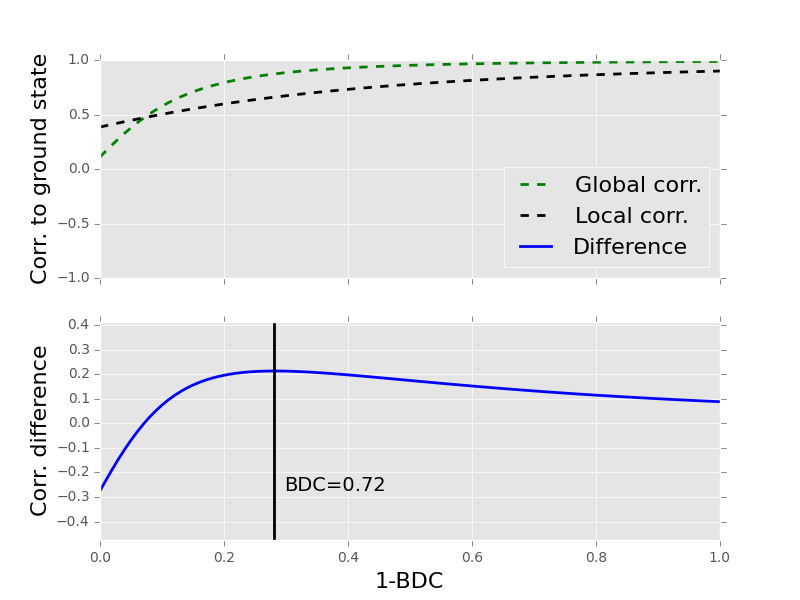 Corr. to ground state
1.0
0.5
0.0
−0.5
−1.0
Global corr.
Local corr.
Difference
Corr. difference
0.4
0.3
0.2
0.1
0.0
−0.1
−0.2
−0.3
−0.4
BDC=0.72
0.0 0.2 0.4 0.6 0.8 1.0
1-BDC